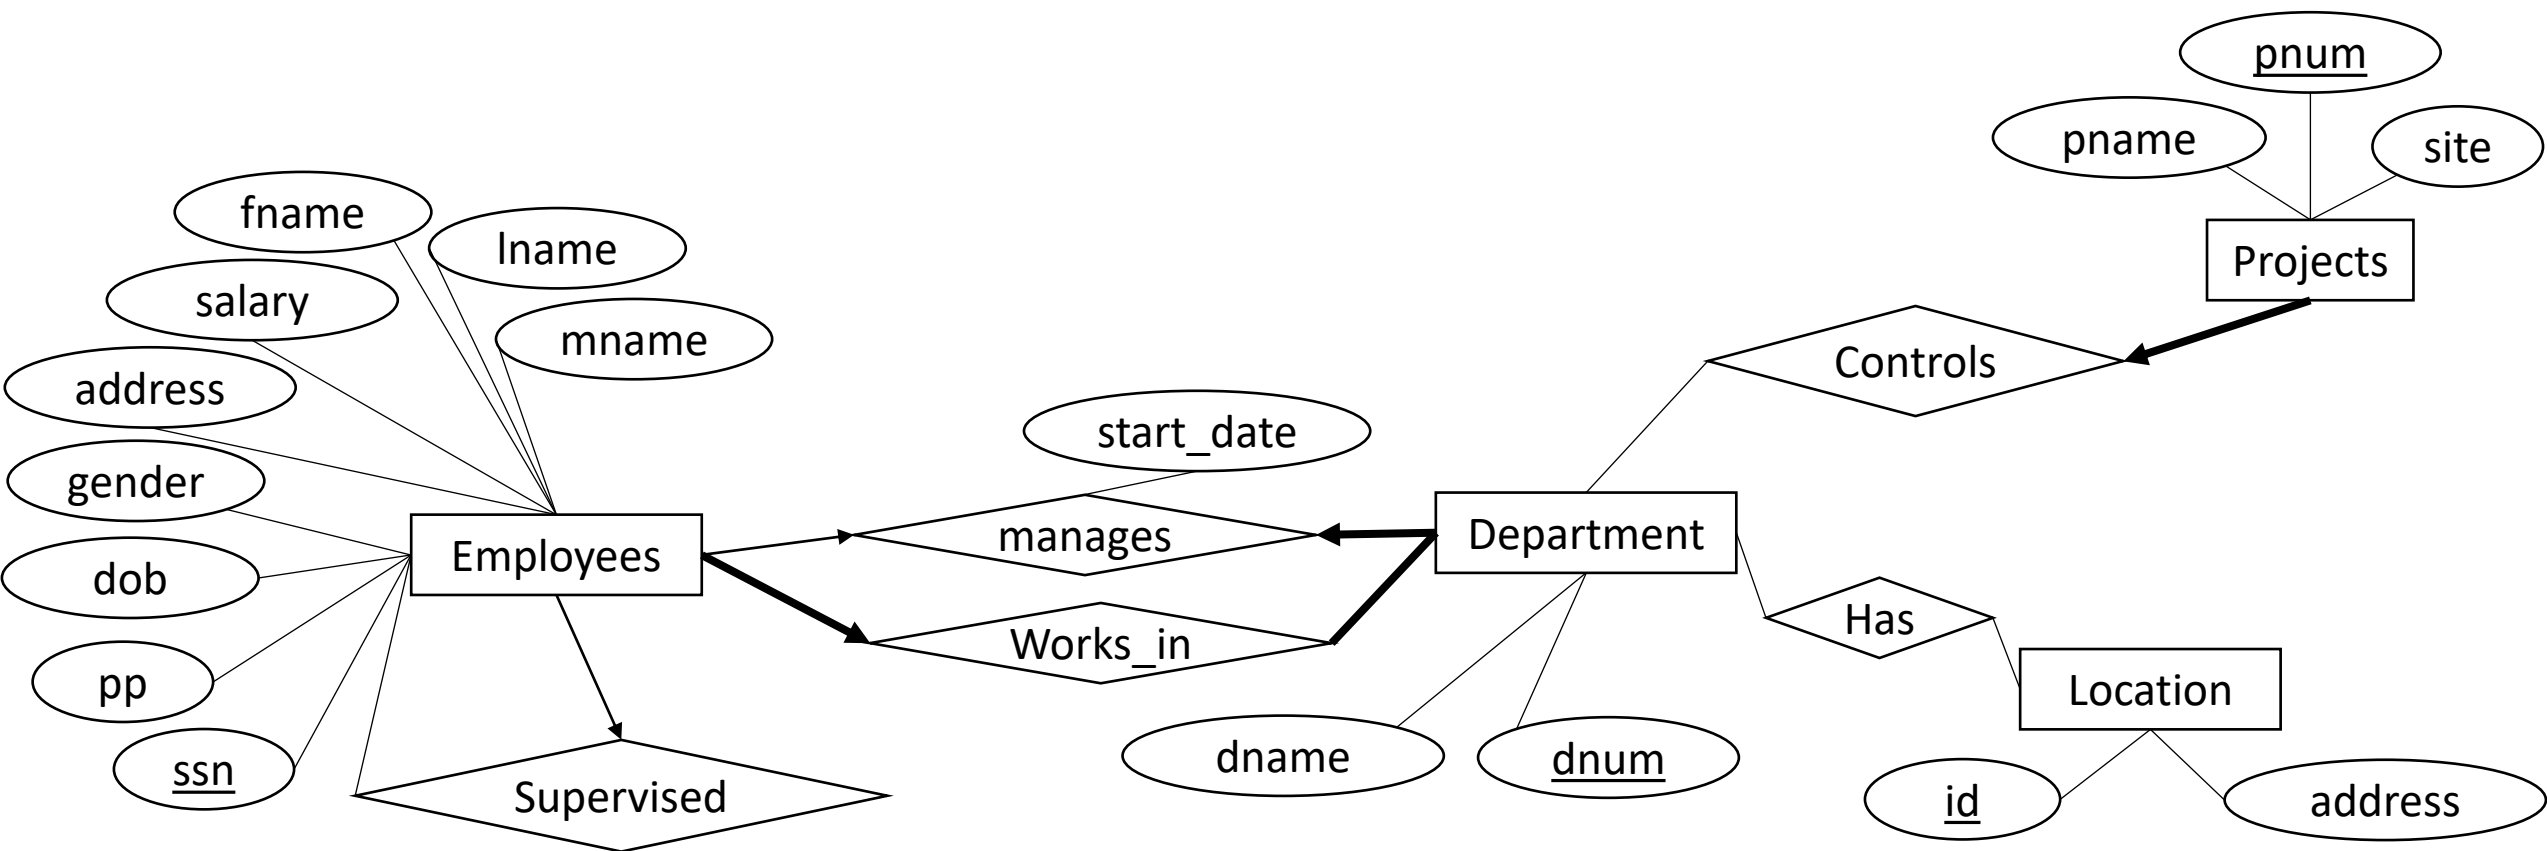 pnum
pname
site
Projects
fname
lname
salary
mname
address
gender
dob
pp
ssn
Employees
Supervised
start_date
manages
Works_in
Controls
Department
dname
dnum
Has
Location
id
address